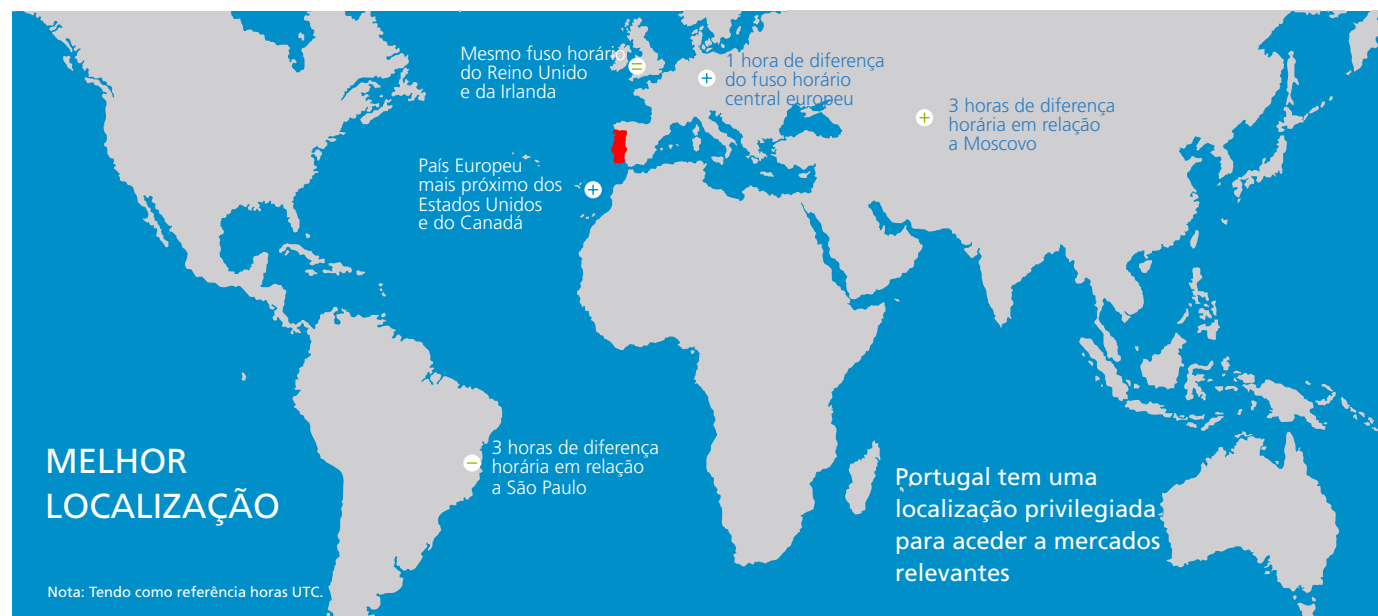 Mesmo fuso horário
do Reino Unido
e da Irlanda
1 hora de diferença
do fuso horário
central europeu
3 horas de diferença
horária em relação
a Moscovo
País Europeu
mais próximo dos
Estados Unidos
e do Canadá
3 horas de diferença
horária em relação
a São Paulo
MELHOR
LOCALIZAÇÃO
Portugal tem uma
localização privilegiada
para aceder a mercados
relevantes
Nota: Tendo como referência horas UTC.